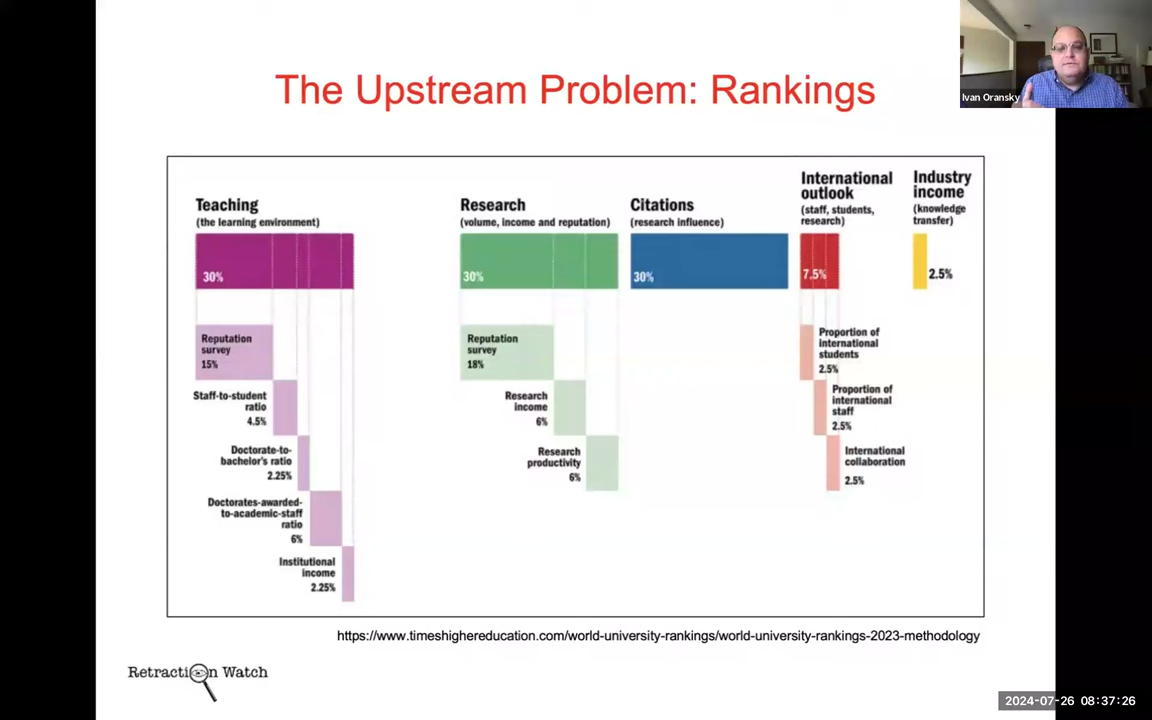 The Upstream Problem: Rankings
Ivan Oransky
Teaching
(the learning environment)
30%
Reputation
survey
15%
Staff-to-student
ratio
4.5%
Doctorate-to-
bachelor's ratio
2.25%
Doctorates-awarded-
to-academic-staff
ratio
6%
Institutional
income
2.25%
Research
(volume, income and reputation)
30%
Reputation
survey
18%
Research
income
6%
Research
productivity
6%
Citations
(research influence)
30%
International
outlook
(staff, students,
research)
7.5%
Proportion of
international
students
2.5%
Proportion of
international
staff
2.5%
International
collaboration
2.5%
Industry
income
(knowledge
transfer)
2.5%
https://www.timeshighereducation.com/world-university-rankings/world-university-rankings-2023-methodology
Retraction Watch
2024-07-26 08:37:26